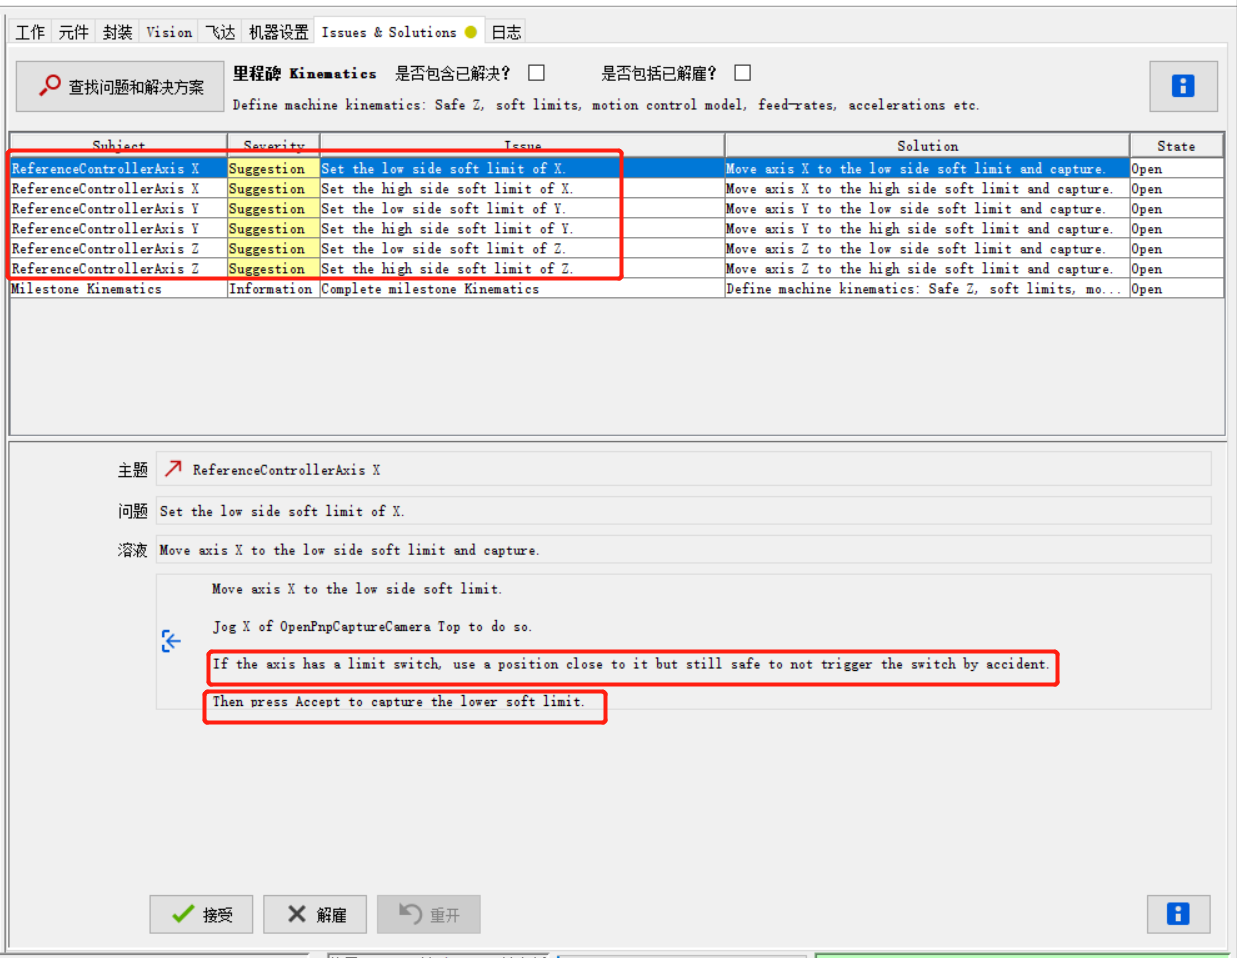 工作 元件 封装 Vision 飞达 机器设置 Issues & Solutions 日志
查找问题和解决方案
里程碑 Kinematics 是否包含已解决? 是否包括已解雇?
Define machine kinematics: Safe Z, soft limits, motion control model, feed-rates, accelerations etc.
Subject Severity Issue Solution State
ReferenceControllerAxis X Suggestion Set the low side soft limit of X. Move axis X to the low side soft limit and capture. Open
ReferenceControllerAxis X Suggestion Set the high side soft limit of X. Move axis X to the high side soft limit and capture. Open
ReferenceControllerAxis Y Suggestion Set the low side soft limit of Y. Move axis Y to the low side soft limit and capture. Open
ReferenceControllerAxis Y Suggestion Set the high side soft limit of Y. Move axis Y to the high side soft limit and capture. Open
ReferenceControllerAxis Z Suggestion Set the low side soft limit of Z. Move axis Z to the low side soft limit and capture. Open
ReferenceControllerAxis Z Suggestion Set the high side soft limit of Z. Move axis Z to the high side soft limit and capture. Open
Milestone Kinematics Information Complete milestone Kinematics Define machine kinematics: Safe Z, soft limits, mo... Open
主题 ReferenceControllerAxis X
问题 Set the low side soft limit of X.
溶液 Move axis X to the low side soft limit and capture.
Move axis X to the low side soft limit.
Jog X of OpenPnpCaptureCamera Top to do so.
If the axis has a limit switch, use a position close to it but still safe to not trigger the switch by accident.
Then press Accept to capture the lower soft limit.
接受 解雇 重开